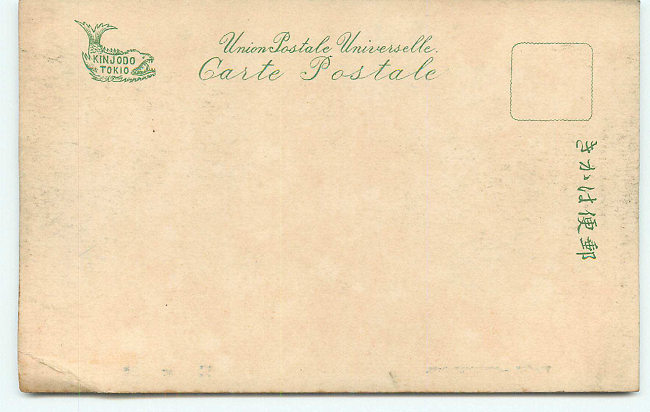 KINJODO
TOKIO
Union Postale Universelle.
Carte Postale
きかは便郵